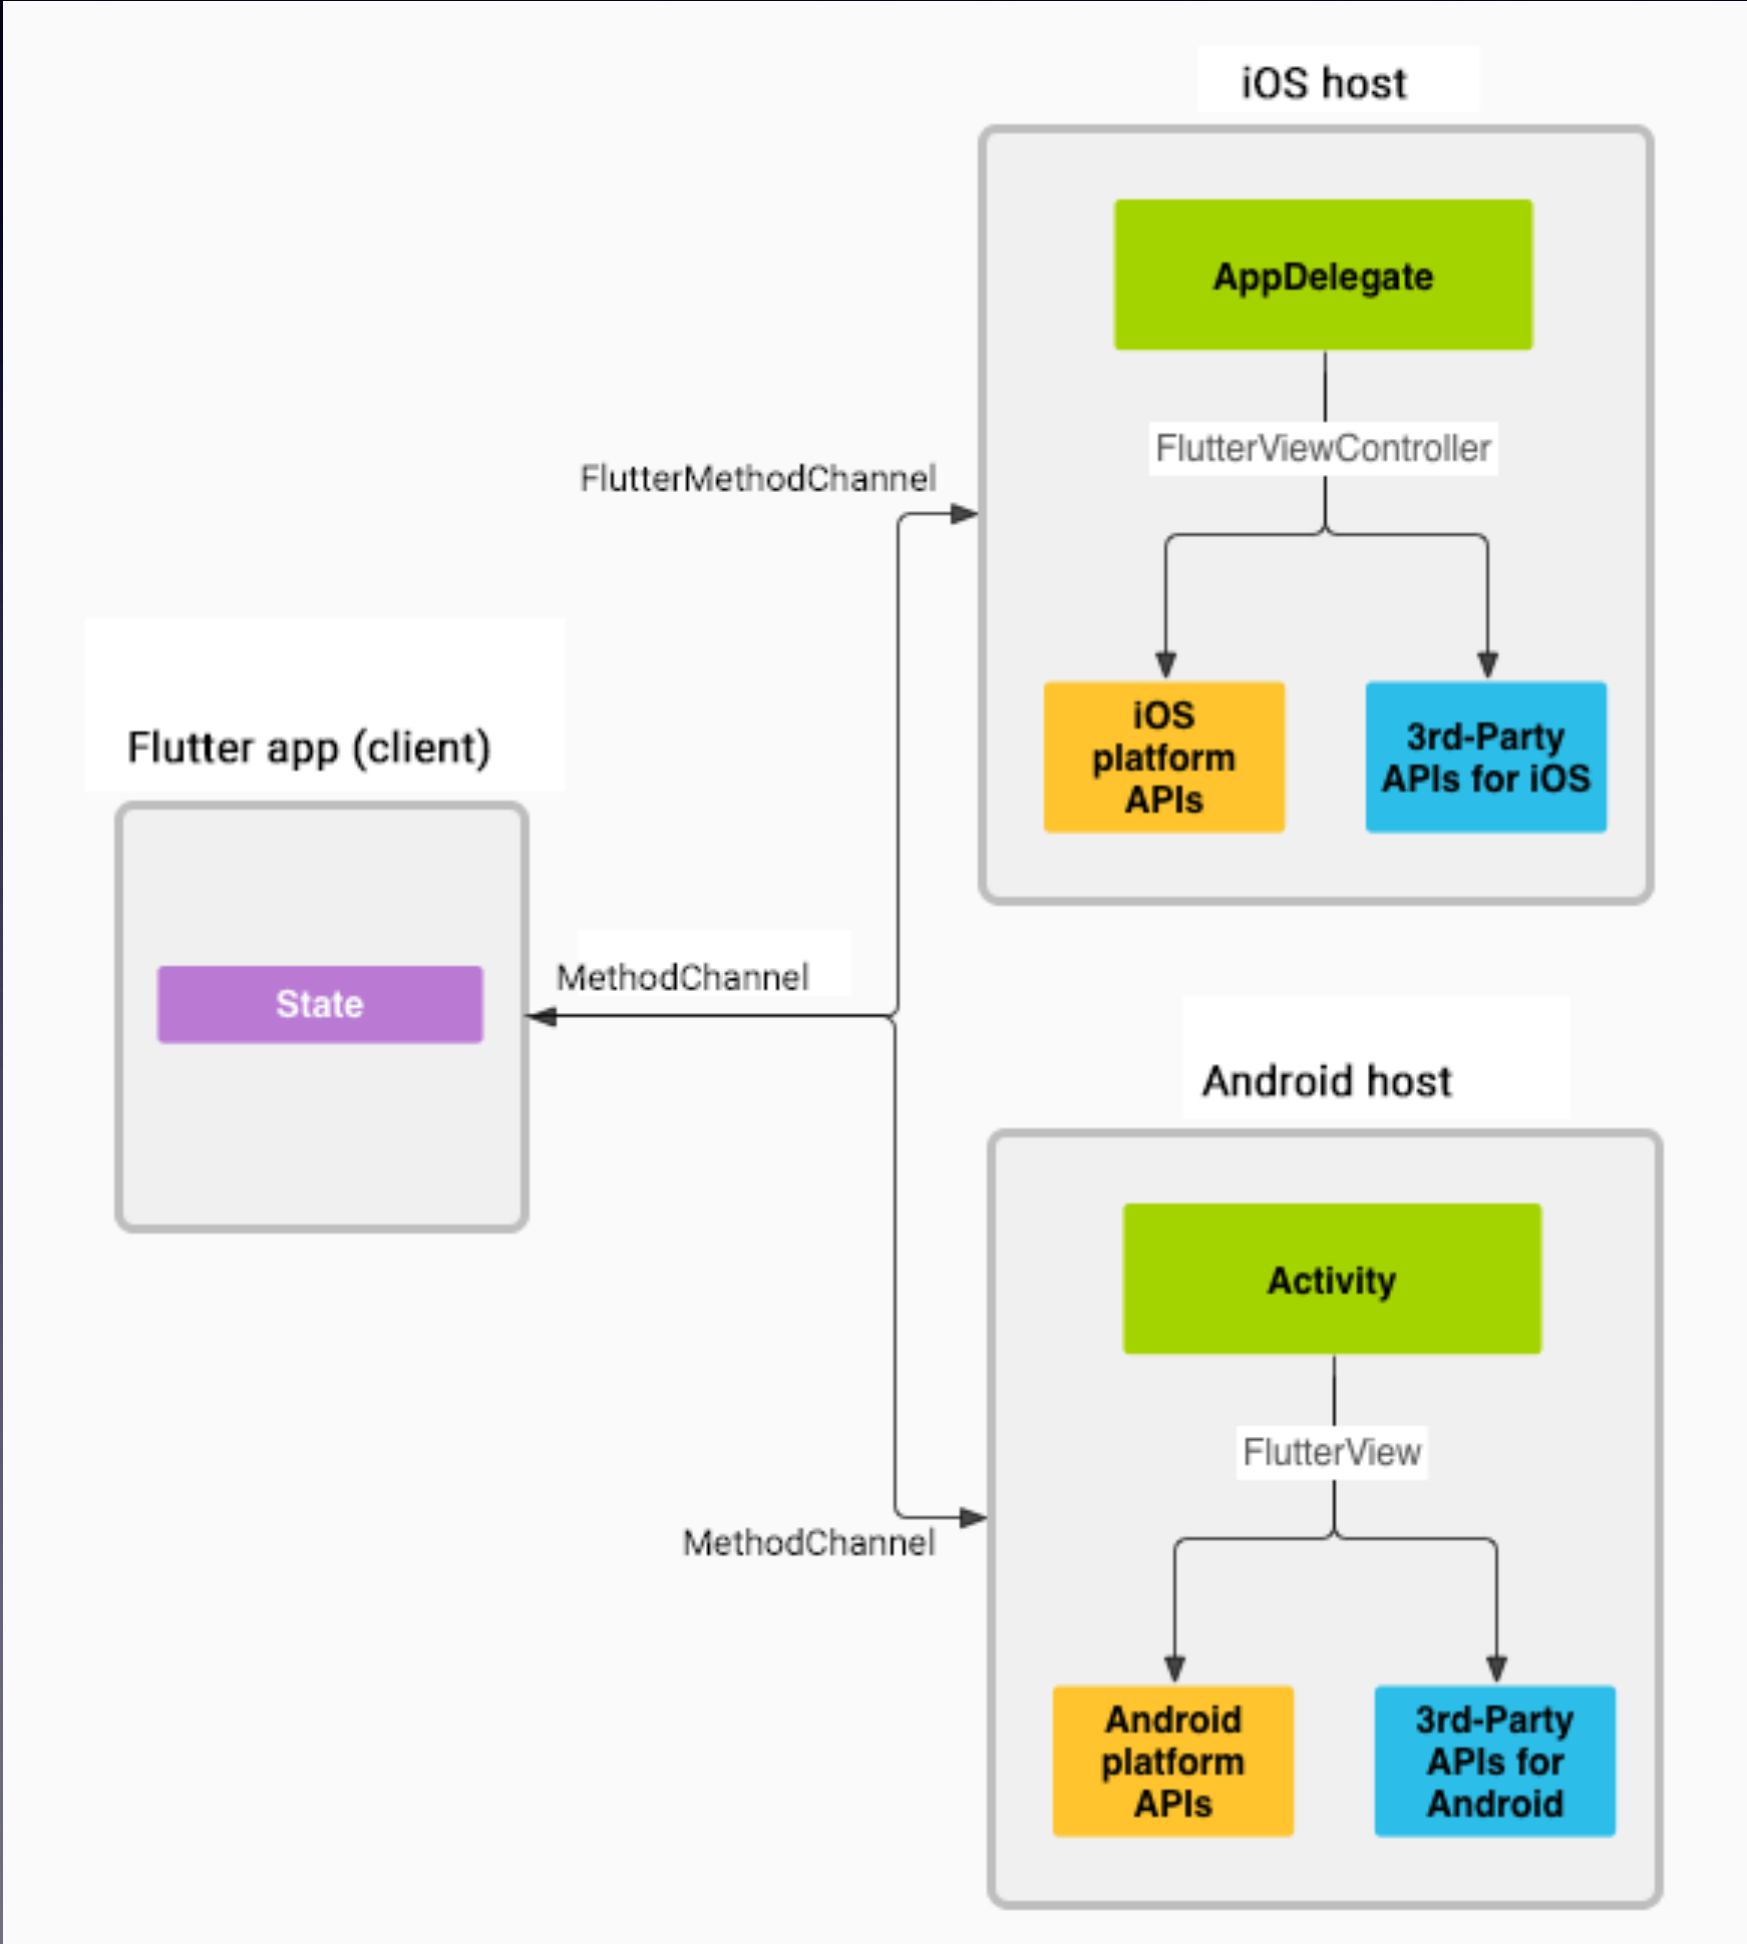 iOS host
AppDelegate
FlutterViewController
FlutterMethodChannel
iOS
platform
APIs
3rd-Party
APIs for iOS
Flutter app (client)
State
MethodChannel
Android host
Activity
FlutterView
MethodChannel
Android
platform
APIs
3rd-Party
APIs for
Android